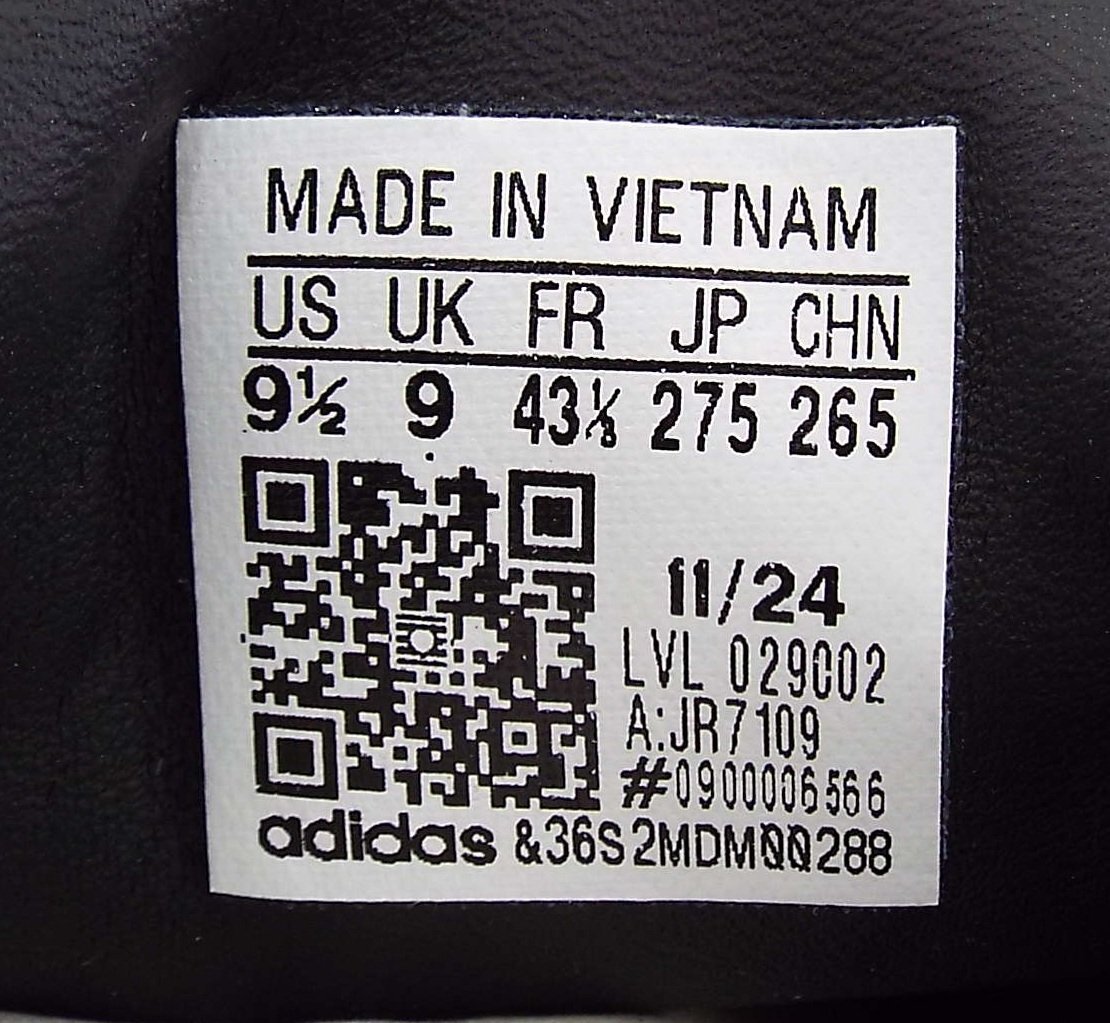 MADE IN VIETNAM
US UK FR JP CHN
9½ 9 43⅓ 275 265
11/24
LVL 029002
A:JR7109
#0900006566
adidas &36S2MDM00288